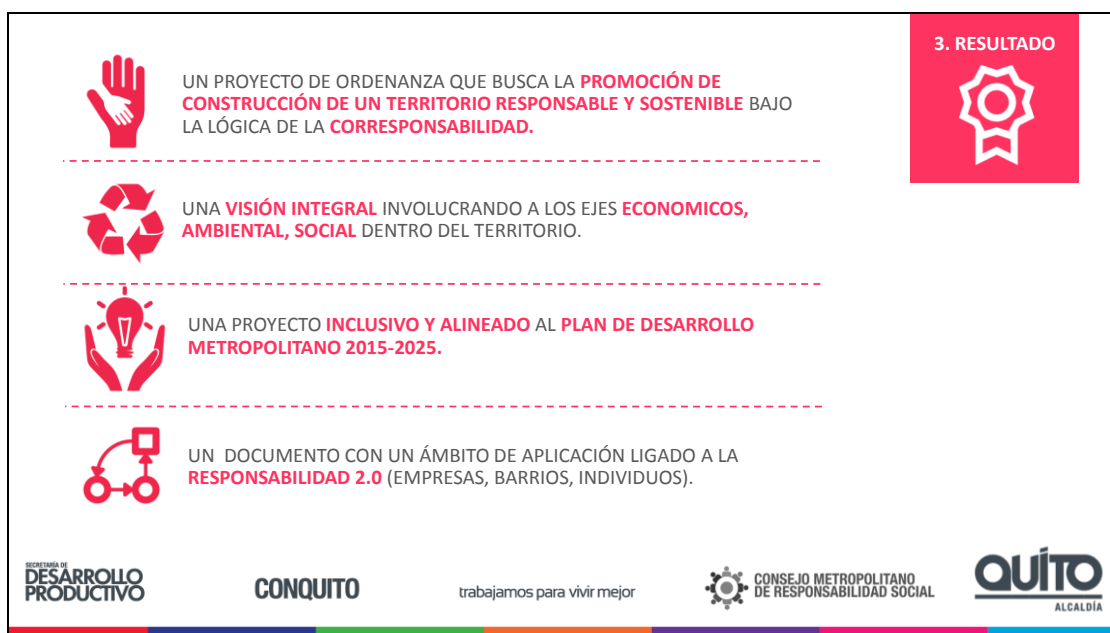 3. RESULTADO
UN PROYECTO DE ORDENANZA QUE BUSCA LA PROMOCIÓN DE
CONSTRUCCIÓN DE UN TERRITORIO RESPONSABLE Y SOSTENIBLE BAJO
LA LÓGICA DE LA CORRESPONSABILIDAD.
UNA VISIÓN INTEGRAL INVOLUCRANDO A LOS EJES ECONOMICOS,
AMBIENTAL, SOCIAL DENTRO DEL TERRITORIO.
UNA PROYECTO INCLUSIVO Y ALINEADO AL PLAN DE DESARROLLO
METROPOLITANO 2015-2025.
UN DOCUMENTO CON UN ÁMBITO DE APLICACIÓN LIGADO A LA
RESPONSABILIDAD 2.0 (EMPRESAS, BARRIOS, INDIVIDUOS).
SECRETARÍA DE
DESARROLLO
PRODUCTIVO
CONQUITO
trabajamos para vivir mejor
CONSEJO METROPOLITANO
DE RESPONSABILIDAD SOCIAL
QUÍTO
ALCALDÍA